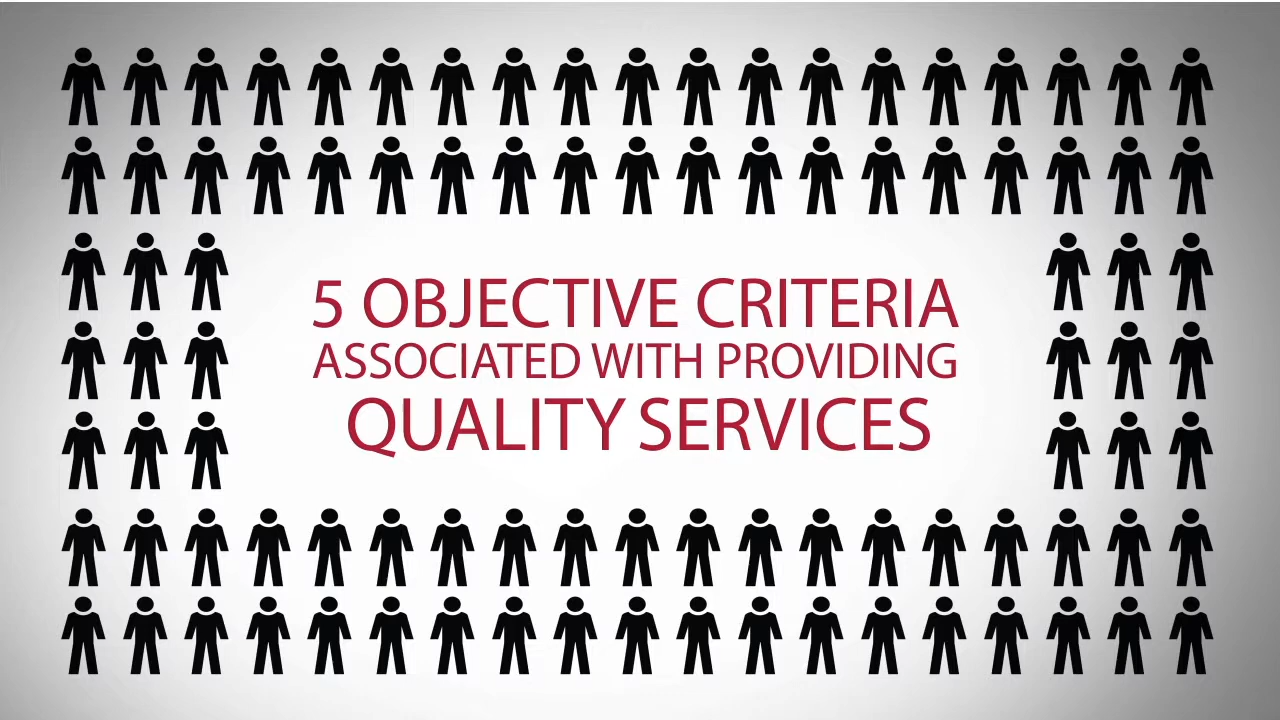 5 OBJECTIVE CRITERIA
ASSOCIATED WITH PROVIDING
QUALITY SERVICES